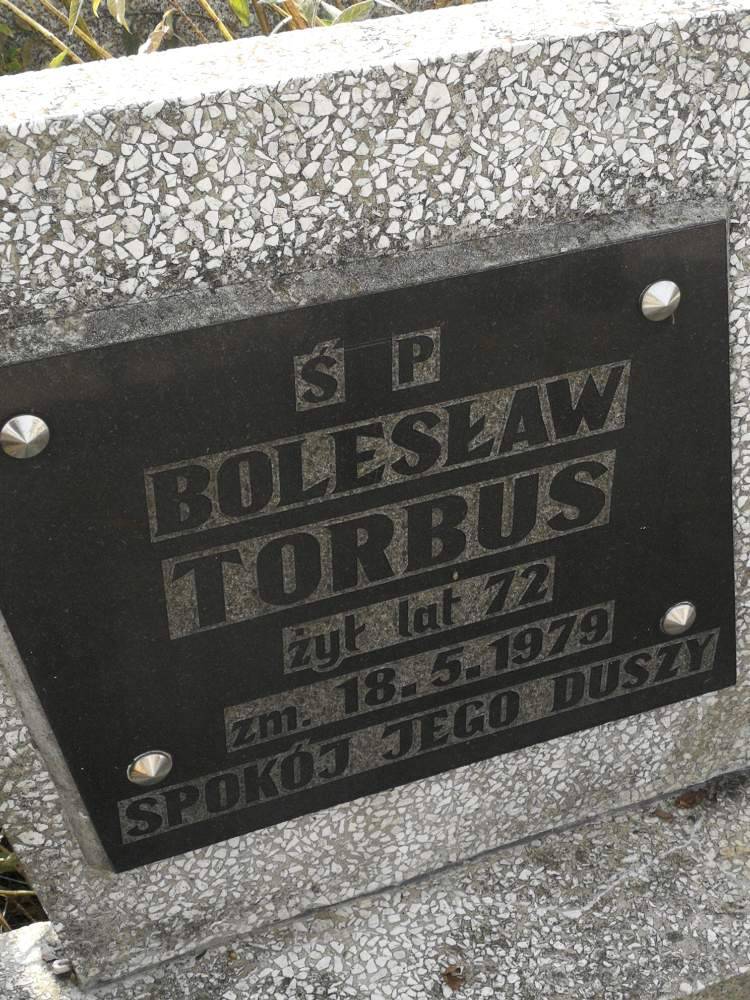 Ś P
BOLESŁAW
TORBUS
żył lat 72
zm. 18.5.1979
SPOKÓJ JEGO DUSZY